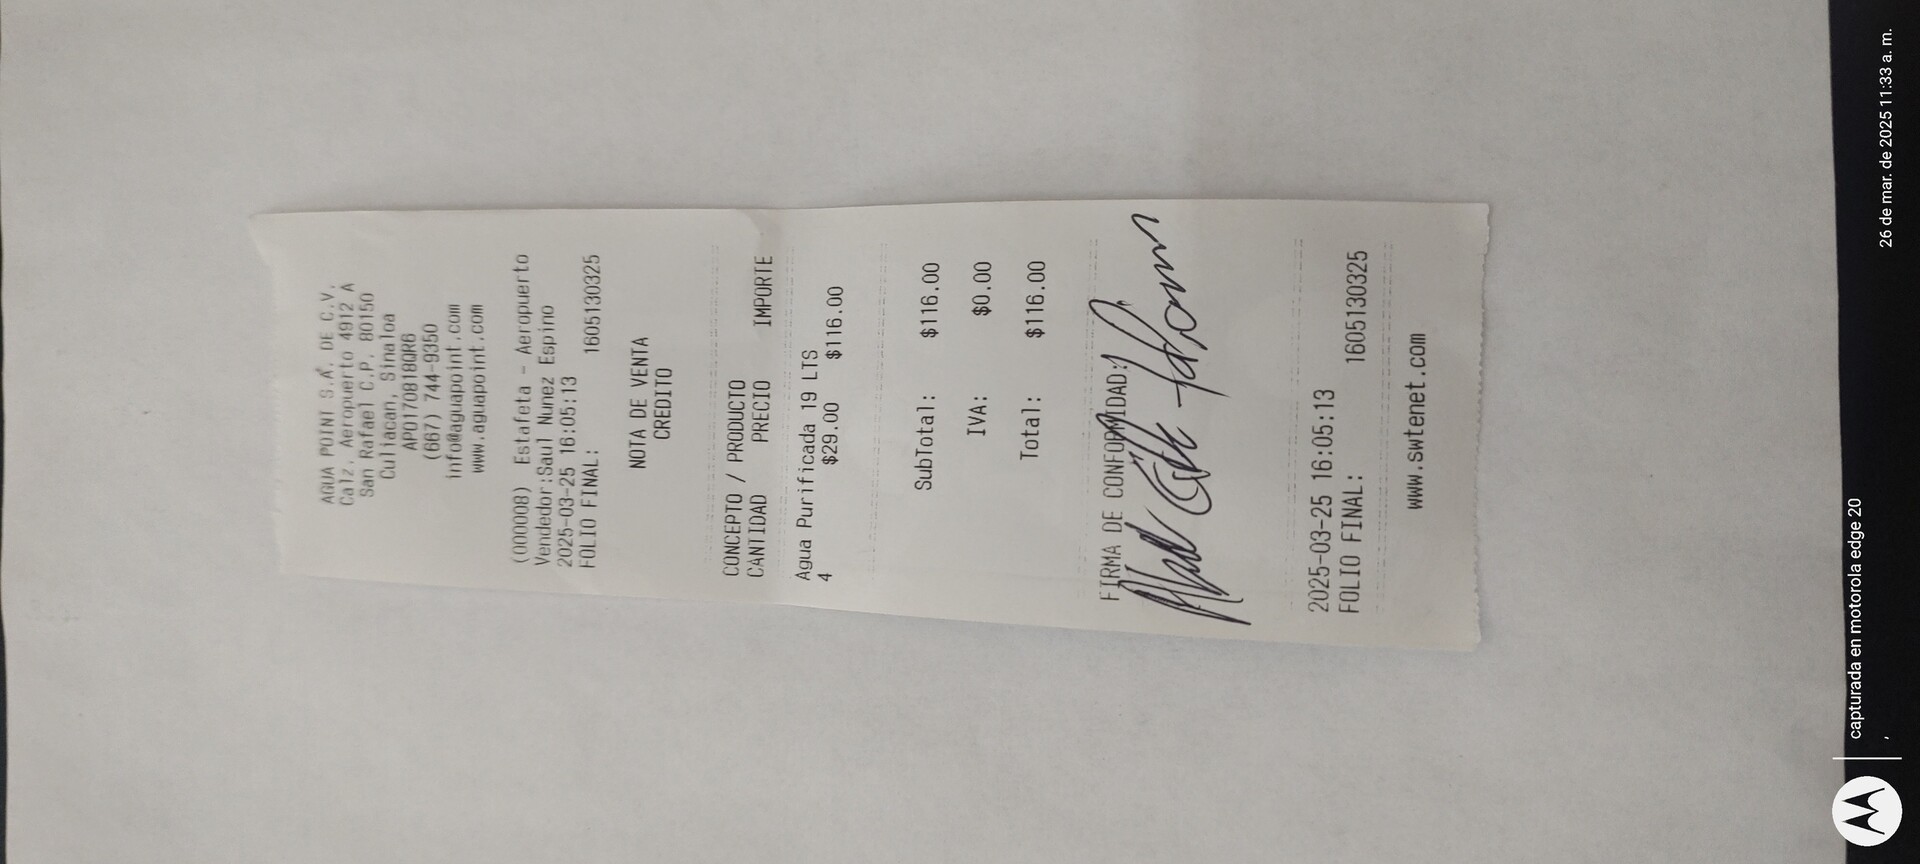 AGUA POINT S.A. DE C.V.
Calz. Aeropuerto 4912 A
San Rafael C.P. 80150
Culiacan, Sinaloa
APO170818QR6
(667) 744-9350
info@aguapoint.com
www.aguapoint.com
(000008) Estafeta - Aeropuerto
Vendedor:Saul Nunez Espino
2025-03-25 16:05:13
FOLIO FINAL: 1605130325
NOTA DE VENTA
CREDITO
CONCEPTO / PRODUCTO
CANTIDAD PRECIO IMPORTE
Agua Purificada 19 LTS
4 $29.00 $116.00
SubTotal: $116.00
IVA: $0.00
Total: $116.00
FIRMA DE CONFORMIDAD:
2025-03-25 16:05:13
FOLIO FINAL: 1605130325
www.swtenet.com
capturada en motorola edge 20
,
26 de mar. de 2025 11:33 a. m.